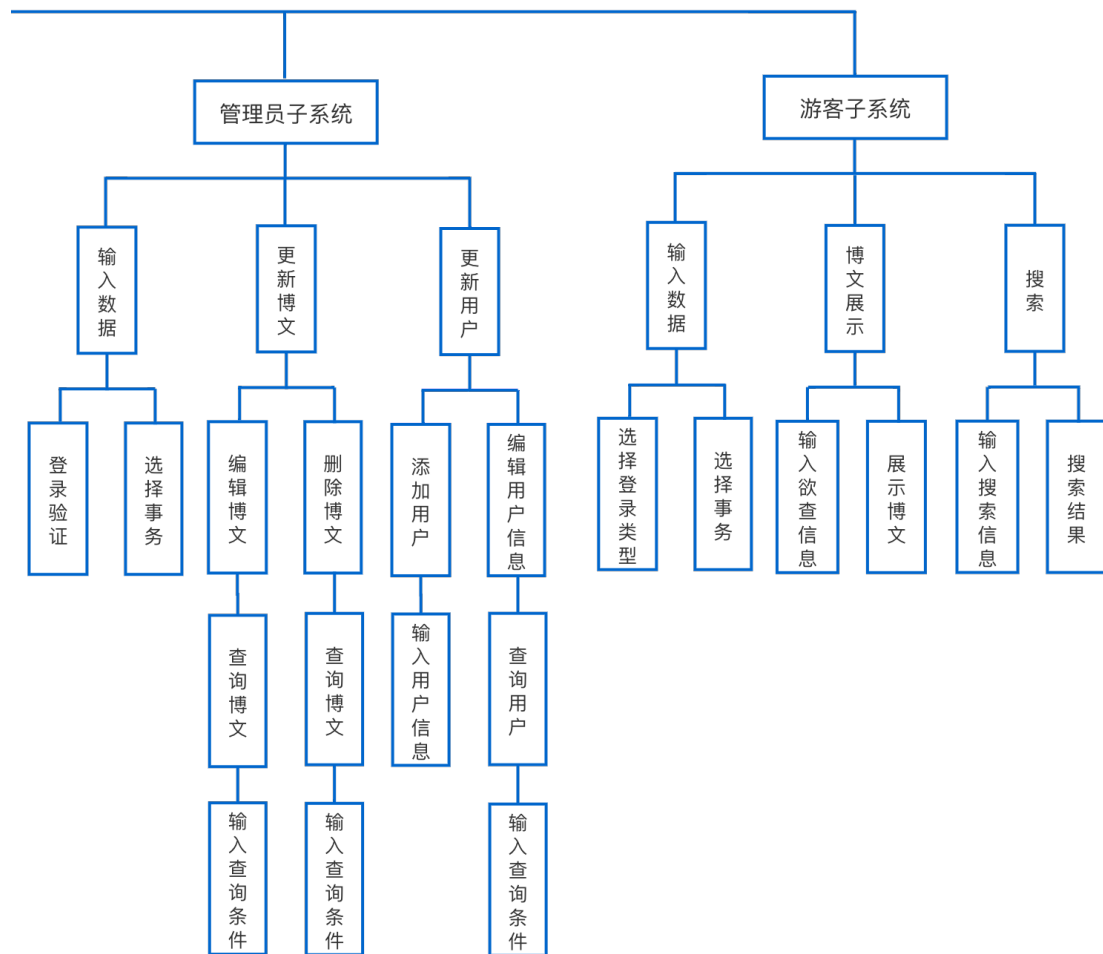 管理员子系统
游客子系统
输入数据
更新博文
更新用户
输入数据
博文展示
搜索
登录验证
选择事务
编辑博文
删除博文
添加用户
编辑用户信息
选择登录类型
选择事务
输入欲查信息
展示博文
输入搜索信息
搜索结果
查询博文
查询博文
输入用户信息
查询用户
输入查询条件
输入查询条件
输入查询条件